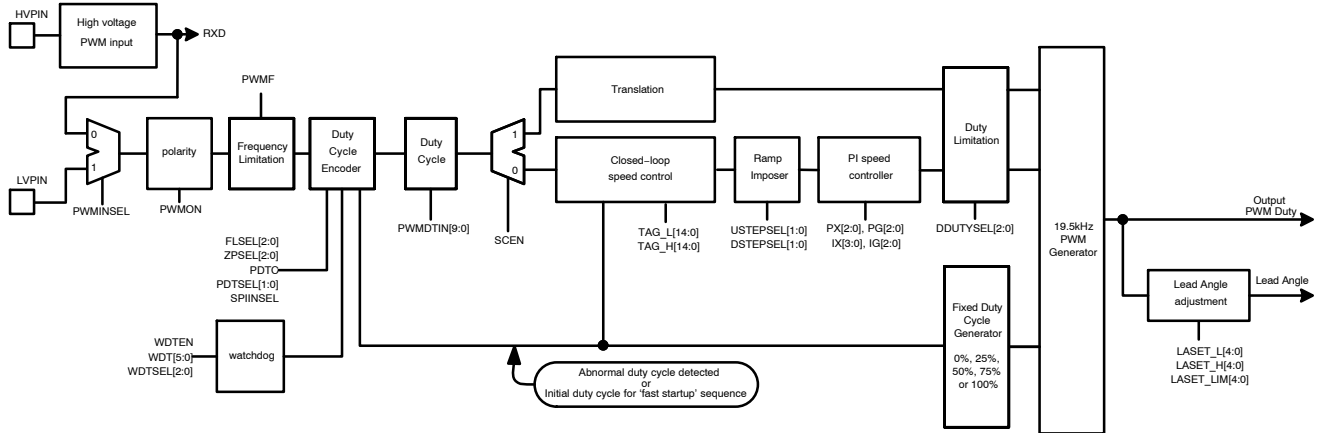 HVPIN
High voltage
PWM input
RXD
PWMF
0
1
LVPIN
PWMINSEL
polarity
PWMON
Frequency
Limitation
Duty
Cycle
Encoder
Duty
Cycle
PWMDTIN[9:0]
1
0
SCEN
Translation
Closed−loop
speed control
TAG_L[14:0]
TAG_H[14:0]
Ramp
Imposer
USTEPSEL[1:0]
DSTEPSEL[1:0]
PI speed
controller
PX[2:0), PG[2:0]
IX[3:0), IG[2:0]
Duty
Limitation
DDUTYSEL[2:0]
19.5kHz
PWM
Generator
Output
PWM Duty
Lead Angle
adjustment
Lead Angle
LASET_L[4:0]
LASET_H[4:0]
LASET_LIM[4:0]
FLSEL[2:0]
ZPSEL[2:0]
PDTO
PDTSEL[1:0]
SPIINSEL
WDTEN
WDT[5:0]
WDTSEL[2:0]
watchdog
Abnormal duty cycle detected
or
Initial duty cycle for 'fast startup' sequence
Fixed Duty
Cycle
Generator
0%, 25%,
50%, 75%
or 100%